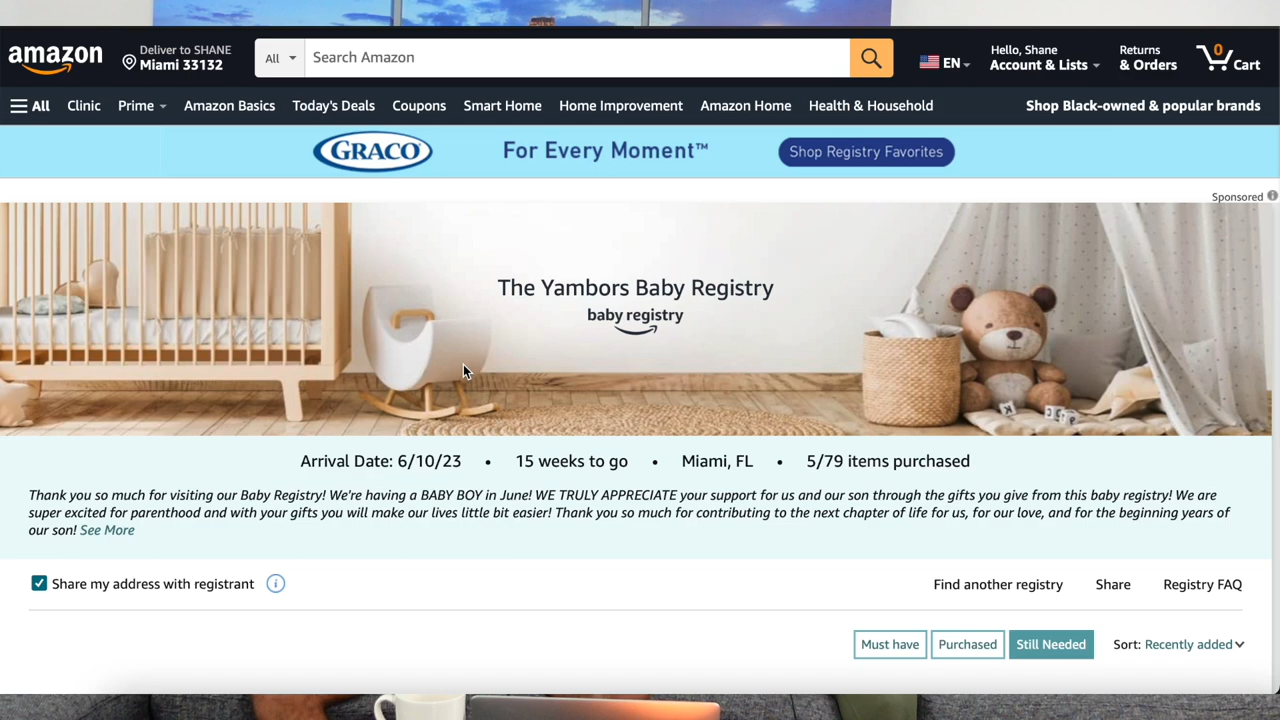 amazon
Deliver to SHANE
Miami 33132
All
Search Amazon
EN
Hello, Shane
Account & Lists
Returns
& Orders
0
Cart
All
Clinic
Prime
Amazon Basics
Today's Deals
Coupons
Smart Home
Home Improvement
Amazon Home
Health & Household
Shop Black-owned & popular brands
GRACO
For Every Moment™
Shop Registry Favorites
Sponsored
The Yambors Baby Registry
baby registry
Arrival Date: 6/10/23 • 15 weeks to go • Miami, FL • 5/79 items purchased
Thank you so much for visiting our Baby Registry! We're having a BABY BOY in June! WE TRULY APPRECIATE your support for us and our son through the gifts you give from this baby registry! We are
super excited for parenthood and with your gifts you will make our lives little bit easier! Thank you so much for contributing to the next chapter of life for us, for our love, and for the beginning years of
our son! See More
Share my address with registrant
Find another registry
Share
Registry FAQ
Must have
Purchased
Still Needed
Sort: Recently added